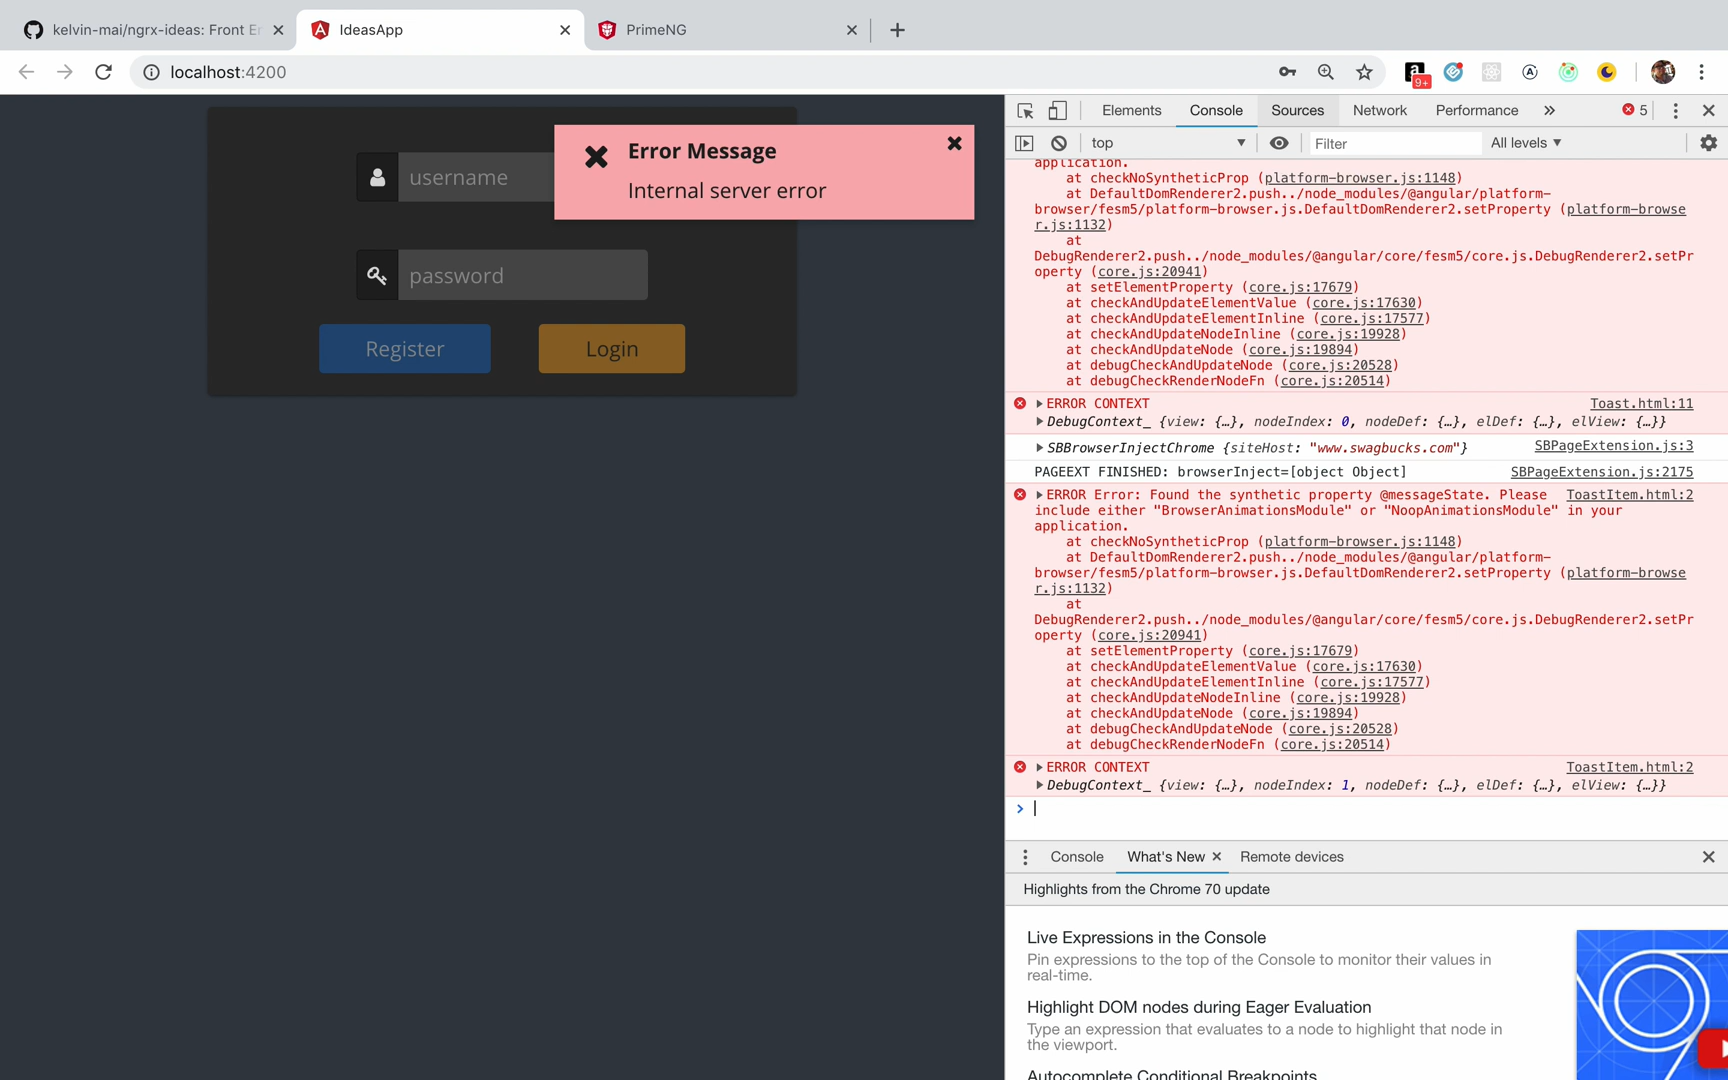 kelvin-mai/ngrx-ideas: Front Er
IdeasApp
PrimeNG
localhost:4200
9+
username
Error Message
Internal server error
password
Register
Login
Elements
Console
Sources
Network
Performance
5
top
Filter
All levels
application.
at checkNoSyntheticProp (platform-browser.js:1148)
at DefaultDomRenderer2.push../node_modules/@angular/platform-
browser/fesm5/platform-browser.js.DefaultDomRenderer2.setProperty (platform-browse
r.js:1132)
at
DebugRenderer2.push../node_modules/@angular/core/fesm5/core.js.DebugRenderer2.setPr
operty (core.js:20941)
at setElementProperty (core.js:17679)
at checkAndUpdateElementValue (core.js:17630)
at checkAndUpdateElementInline (core.js:17577)
at checkAndUpdateNodeInline (core.js:19928)
at checkAndUpdateNode (core.js:19894)
at debugCheckAndUpdateNode (core.js:20528)
at debugCheckRenderNodeFn (core.js:20514)
ERROR CONTEXT Toast.html:11
DebugContext_ {view: {…}, nodeIndex: 0, nodeDef: {…}, elDef: {…}, elView: {…}}
SBBrowserInjectChrome {siteHost: "www.swagbucks.com"} SBPageExtension.js:3
PAGEEXT FINISHED: browserInject=[object Object] SBPageExtension.js:2175
ERROR Error: Found the synthetic property @messageState. Please ToastItem.html:2
include either "BrowserAnimationsModule" or "NoopAnimationsModule" in your
application.
at checkNoSyntheticProp (platform-browser.js:1148)
at DefaultDomRenderer2.push../node_modules/@angular/platform-
browser/fesm5/platform-browser.js.DefaultDomRenderer2.setProperty (platform-browse
r.js:1132)
at
DebugRenderer2.push../node_modules/@angular/core/fesm5/core.js.DebugRenderer2.setPr
operty (core.js:20941)
at setElementProperty (core.js:17679)
at checkAndUpdateElementValue (core.js:17630)
at checkAndUpdateElementInline (core.js:17577)
at checkAndUpdateNodeInline (core.js:19928)
at checkAndUpdateNode (core.js:19894)
at debugCheckAndUpdateNode (core.js:20528)
at debugCheckRenderNodeFn (core.js:20514)
ERROR CONTEXT ToastItem.html:2
DebugContext_ {view: {…}, nodeIndex: 1, nodeDef: {…}, elDef: {…}, elView: {…}}
Console
What's New
Remote devices
Highlights from the Chrome 70 update
Live Expressions in the Console
Pin expressions to the top of the Console to monitor their values in
real-time.
Highlight DOM nodes during Eager Evaluation
Type an expression that evaluates to a node to highlight that node in
the viewport.
Autocomplete Conditional Breakpoints